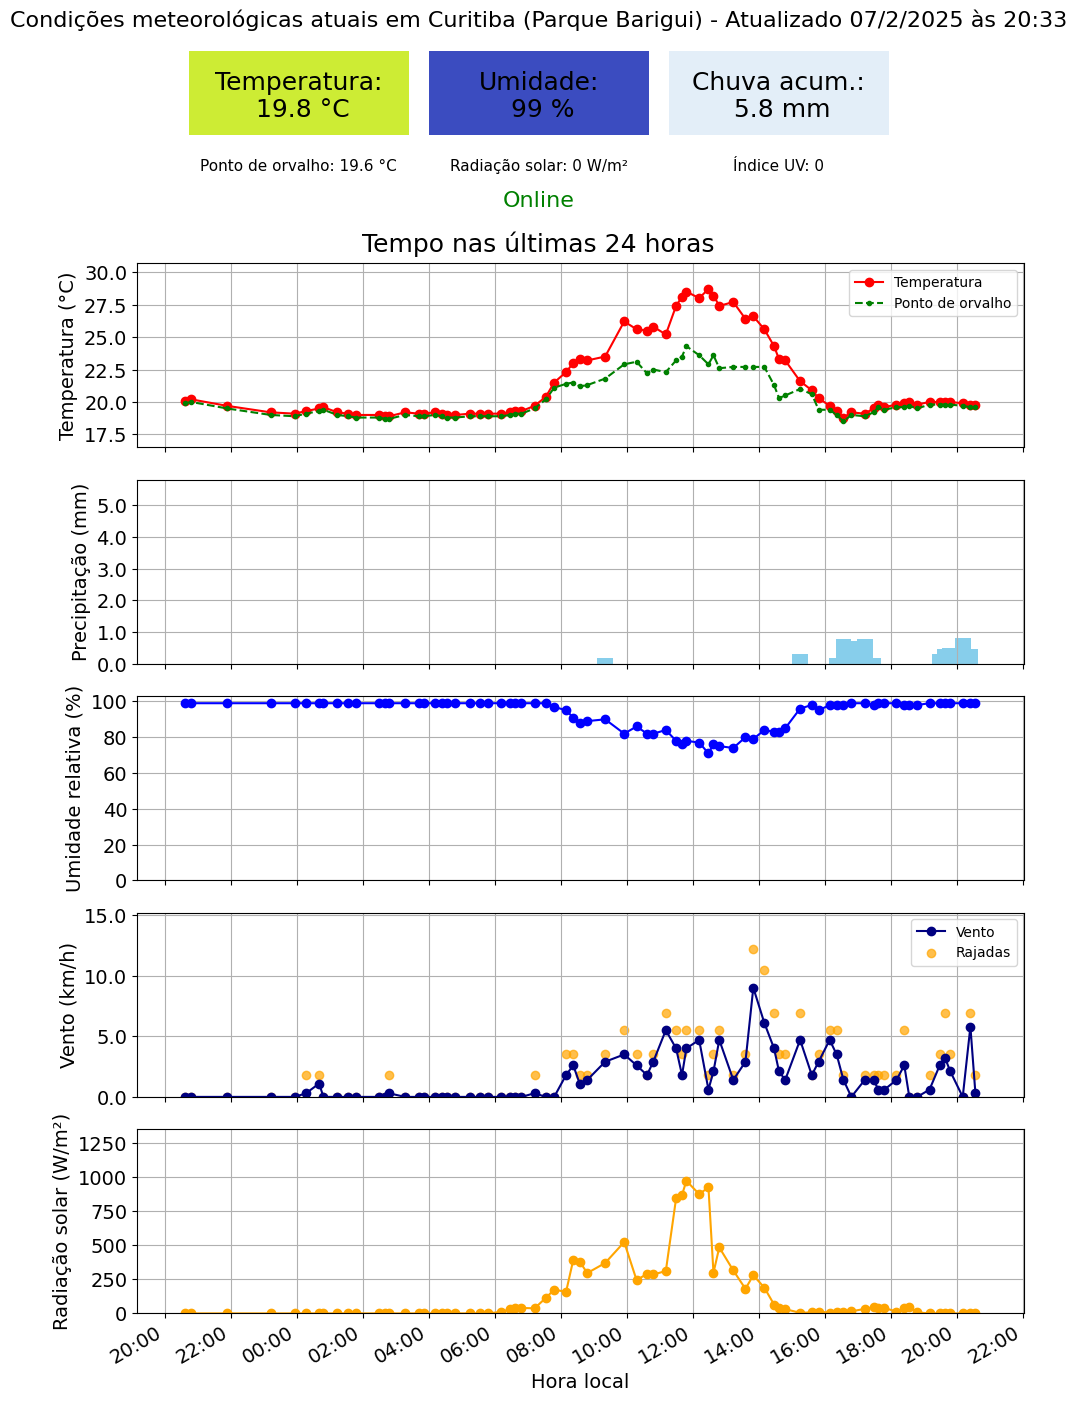 Condições meteorológicas atuais em Curitiba (Parque Barigui) - Atualizado 07/2/2025 às 20:33
Temperatura:
19.8 °C
Umidade:
99 %
Chuva acum.:
5.8 mm
Ponto de orvalho: 19.6 °C
Radiação solar: 0 W/m²
Índice UV: 0
Online
Tempo nas últimas 24 horas
Temperatura (°C)
30.0
27.5
25.0
22.5
20.0
17.5
Temperatura
Ponto de orvalho
Precipitação (mm)
5.0
4.0
3.0
2.0
1.0
0.0
Umidade relativa (%)
100
80
60
40
20
0
Vento (km/h)
15.0
10.0
5.0
0.0
Vento
Rajadas
Radiação solar (W/m²)
1250
1000
750
500
250
0
20:00 22:00 00:00 02:00 04:00 06:00 08:00 10:00 12:00 14:00 16:00 18:00 20:00 22:00
Hora local